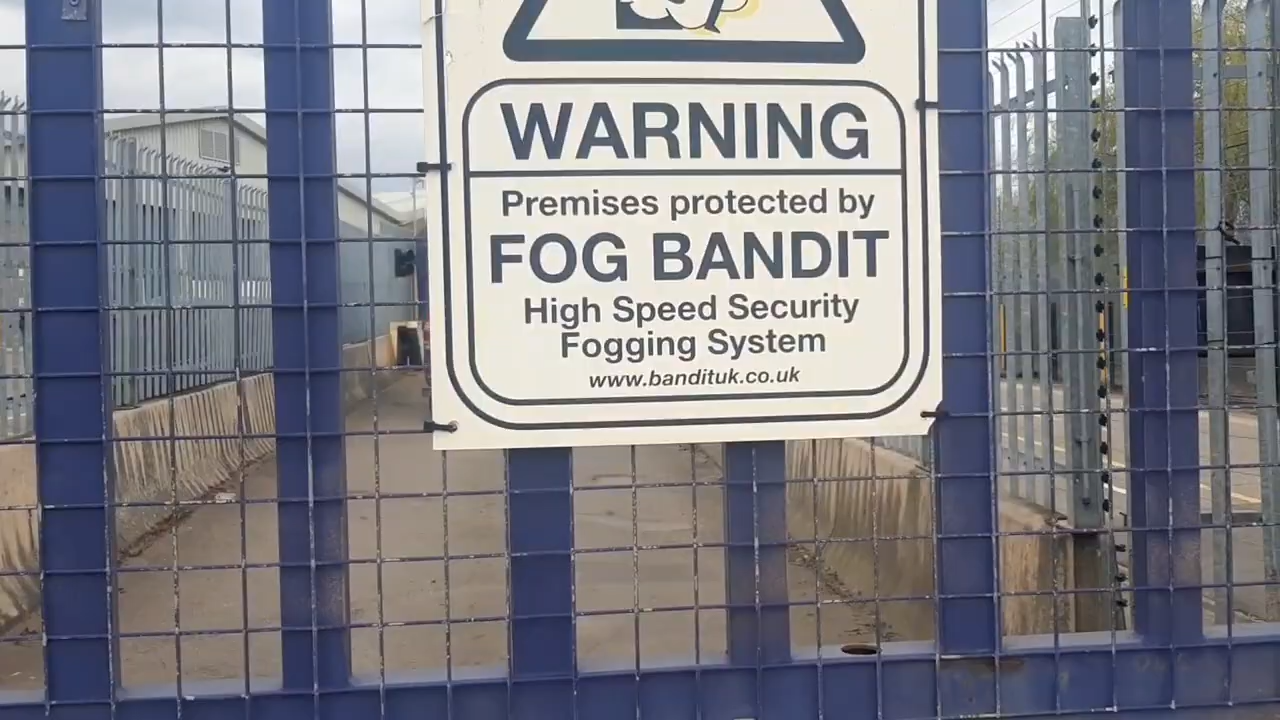 WARNING
Premises protected by
FOG BANDIT
High Speed Security
Fogging System
www.bandituk.co.uk